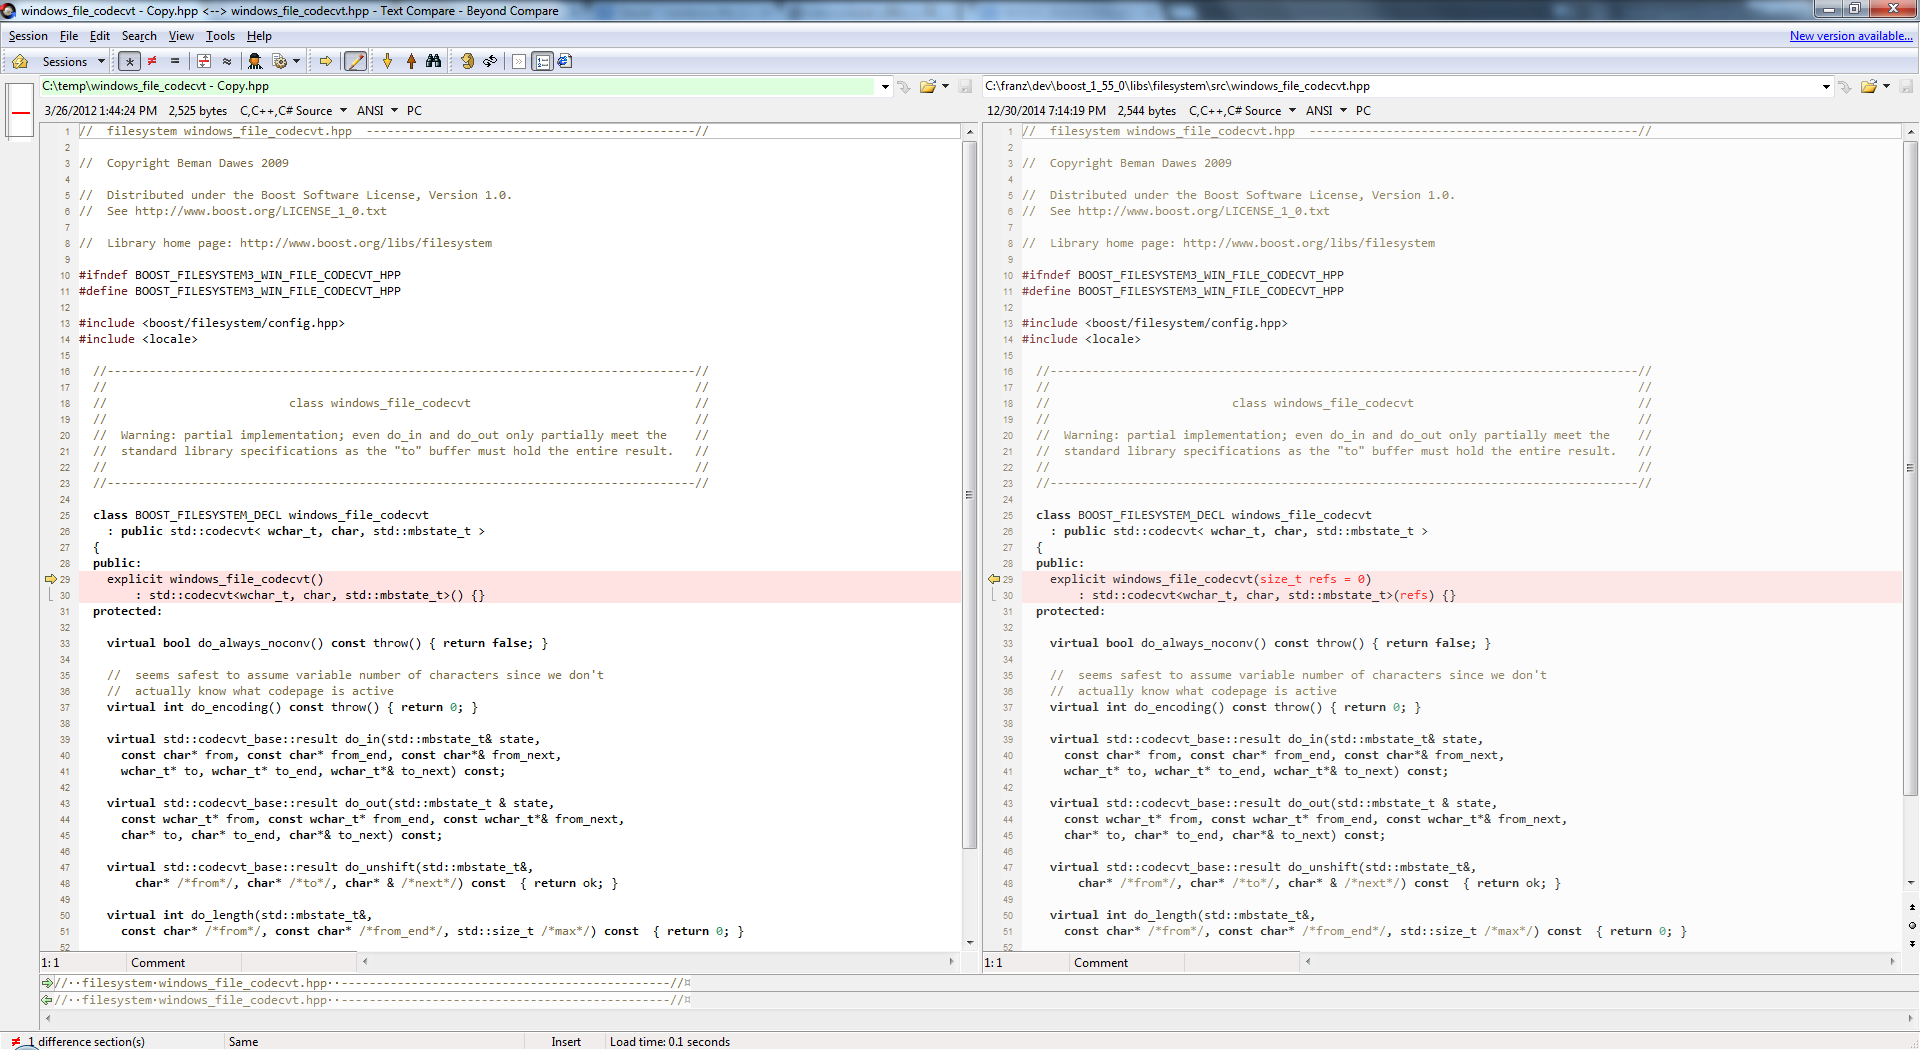 windows_file_codecvt - Copy.hpp <--> windows_file_codecvt.hpp - Text Compare - Beyond Compare
Session File Edit Search View Tools Help
New version available...
Sessions
C:\temp\windows_file_codecvt - Copy.hpp
3/26/2012 1:44:24 PM 2,525 bytes C,C++,C# Source ANSI PC
1 // filesystem windows_file_codecvt.hpp -----------------------------------------------//
2
3 // Copyright Beman Dawes 2009
4
5 // Distributed under the Boost Software License, Version 1.0.
6 // See http://www.boost.org/LICENSE_1_0.txt
7
8 // Library home page: http://www.boost.org/libs/filesystem
9
10 #ifndef BOOST_FILESYSTEM3_WIN_FILE_CODECVT_HPP
11 #define BOOST_FILESYSTEM3_WIN_FILE_CODECVT_HPP
12
13 #include <boost/filesystem/config.hpp>
14 #include <locale>
15
16 //------------------------------------------------------------------------------------//
17 // //
18 // class windows_file_codecvt //
19 // //
20 // Warning: partial implementation; even do_in and do_out only partially meet the //
21 // standard library specifications as the "to" buffer must hold the entire result. //
22 // //
23 //------------------------------------------------------------------------------------//
24
25 class BOOST_FILESYSTEM_DECL windows_file_codecvt
26 : public std::codecvt< wchar_t, char, std::mbstate_t >
27 {
28 public:
29 explicit windows_file_codecvt()
30 : std::codecvt<wchar_t, char, std::mbstate_t>() {}
31 protected:
32
33 virtual bool do_always_noconv() const throw() { return false; }
34
35 // seems safest to assume variable number of characters since we don't
36 // actually know what codepage is active
37 virtual int do_encoding() const throw() { return 0; }
38
39 virtual std::codecvt_base::result do_in(std::mbstate_t& state,
40 const char* from, const char* from_end, const char*& from_next,
41 wchar_t* to, wchar_t* to_end, wchar_t*& to_next) const;
42
43 virtual std::codecvt_base::result do_out(std::mbstate_t & state,
44 const wchar_t* from, const wchar_t* from_end, const wchar_t*& from_next,
45 char* to, char* to_end, char*& to_next) const;
46
47 virtual std::codecvt_base::result do_unshift(std::mbstate_t&,
48 char* /*from*/, char* /*to*/, char* & /*next*/) const { return ok; }
49
50 virtual int do_length(std::mbstate_t&,
51 const char* /*from*/, const char* /*from_end*/, std::size_t /*max*/) const { return 0; }
52
1:1 Comment
C:\franz\dev\boost_1_55_0\libs\filesystem\src\windows_file_codecvt.hpp
12/30/2014 7:14:19 PM 2,544 bytes C,C++,C# Source ANSI PC
1 // filesystem windows_file_codecvt.hpp -----------------------------------------------//
2
3 // Copyright Beman Dawes 2009
4
5 // Distributed under the Boost Software License, Version 1.0.
6 // See http://www.boost.org/LICENSE_1_0.txt
7
8 // Library home page: http://www.boost.org/libs/filesystem
9
10 #ifndef BOOST_FILESYSTEM3_WIN_FILE_CODECVT_HPP
11 #define BOOST_FILESYSTEM3_WIN_FILE_CODECVT_HPP
12
13 #include <boost/filesystem/config.hpp>
14 #include <locale>
15
16 //------------------------------------------------------------------------------------//
17 // //
18 // class windows_file_codecvt //
19 // //
20 // Warning: partial implementation; even do_in and do_out only partially meet the //
21 // standard library specifications as the "to" buffer must hold the entire result. //
22 // //
23 //------------------------------------------------------------------------------------//
24
25 class BOOST_FILESYSTEM_DECL windows_file_codecvt
26 : public std::codecvt< wchar_t, char, std::mbstate_t >
27 {
28 public:
29 explicit windows_file_codecvt(size_t refs = 0)
30 : std::codecvt<wchar_t, char, std::mbstate_t>(refs) {}
31 protected:
32
33 virtual bool do_always_noconv() const throw() { return false; }
34
35 // seems safest to assume variable number of characters since we don't
36 // actually know what codepage is active
37 virtual int do_encoding() const throw() { return 0; }
38
39 virtual std::codecvt_base::result do_in(std::mbstate_t& state,
40 const char* from, const char* from_end, const char*& from_next,
41 wchar_t* to, wchar_t* to_end, wchar_t*& to_next) const;
42
43 virtual std::codecvt_base::result do_out(std::mbstate_t & state,
44 const wchar_t* from, const wchar_t* from_end, const wchar_t*& from_next,
45 char* to, char* to_end, char*& to_next) const;
46
47 virtual std::codecvt_base::result do_unshift(std::mbstate_t&,
48 char* /*from*/, char* /*to*/, char* & /*next*/) const { return ok; }
49
50 virtual int do_length(std::mbstate_t&,
51 const char* /*from*/, const char* /*from_end*/, std::size_t /*max*/) const { return 0; }
52
1:1 Comment
//··filesystem·windows_file_codecvt.hpp··-----------------------------------------------//¤
//··filesystem·windows_file_codecvt.hpp··-----------------------------------------------//¤
1 difference section(s) Same Insert Load time: 0.1 seconds